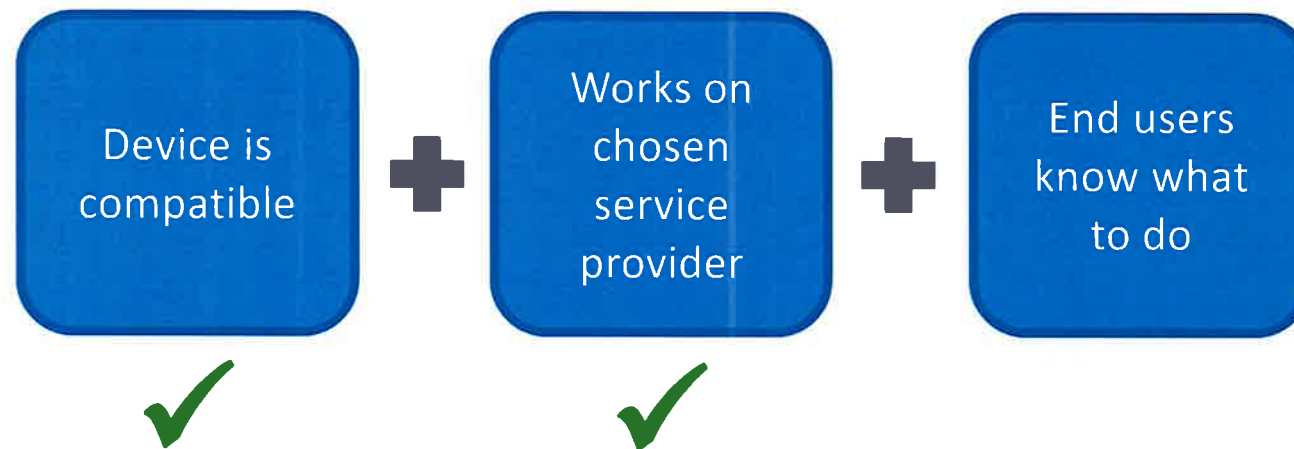 Device is
compatible
Works on
chosen
service
provider
End users
know what
to do